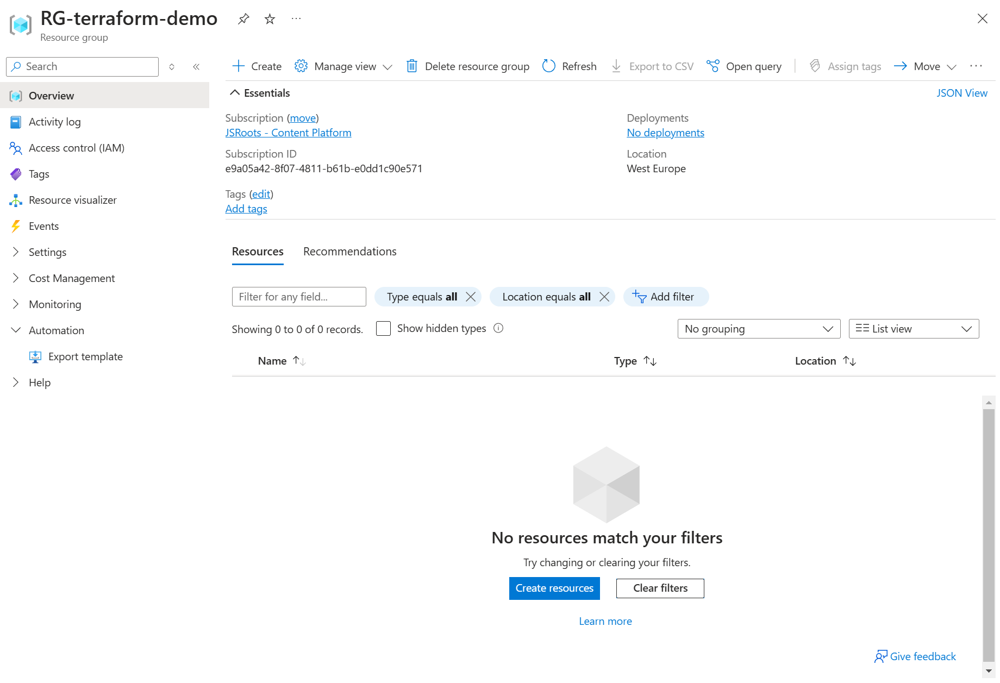 RG-terraform-demo
Resource group
Search
Overview
Activity log
Access control (IAM)
Tags
Resource visualizer
Events
Settings
Cost Management
Monitoring
Automation
Export template
Help
Create Manage view Delete resource group Refresh Export to CSV Open query Assign tags Move
Essentials JSON View
Subscription (move)
JSRoots - Content Platform
Subscription ID
e9a05a42-8f07-4811-b61b-e0dd1c90e571
Deployments
No deployments
Location
West Europe
Tags (edit)
Add tags
Resources Recommendations
Filter for any field... Type equals all Location equals all Add filter
Showing 0 to 0 of 0 records. Show hidden types No grouping List view
Name Type Location
No resources match your filters
Try changing or clearing your filters.
Create resources Clear filters
Learn more
Give feedback